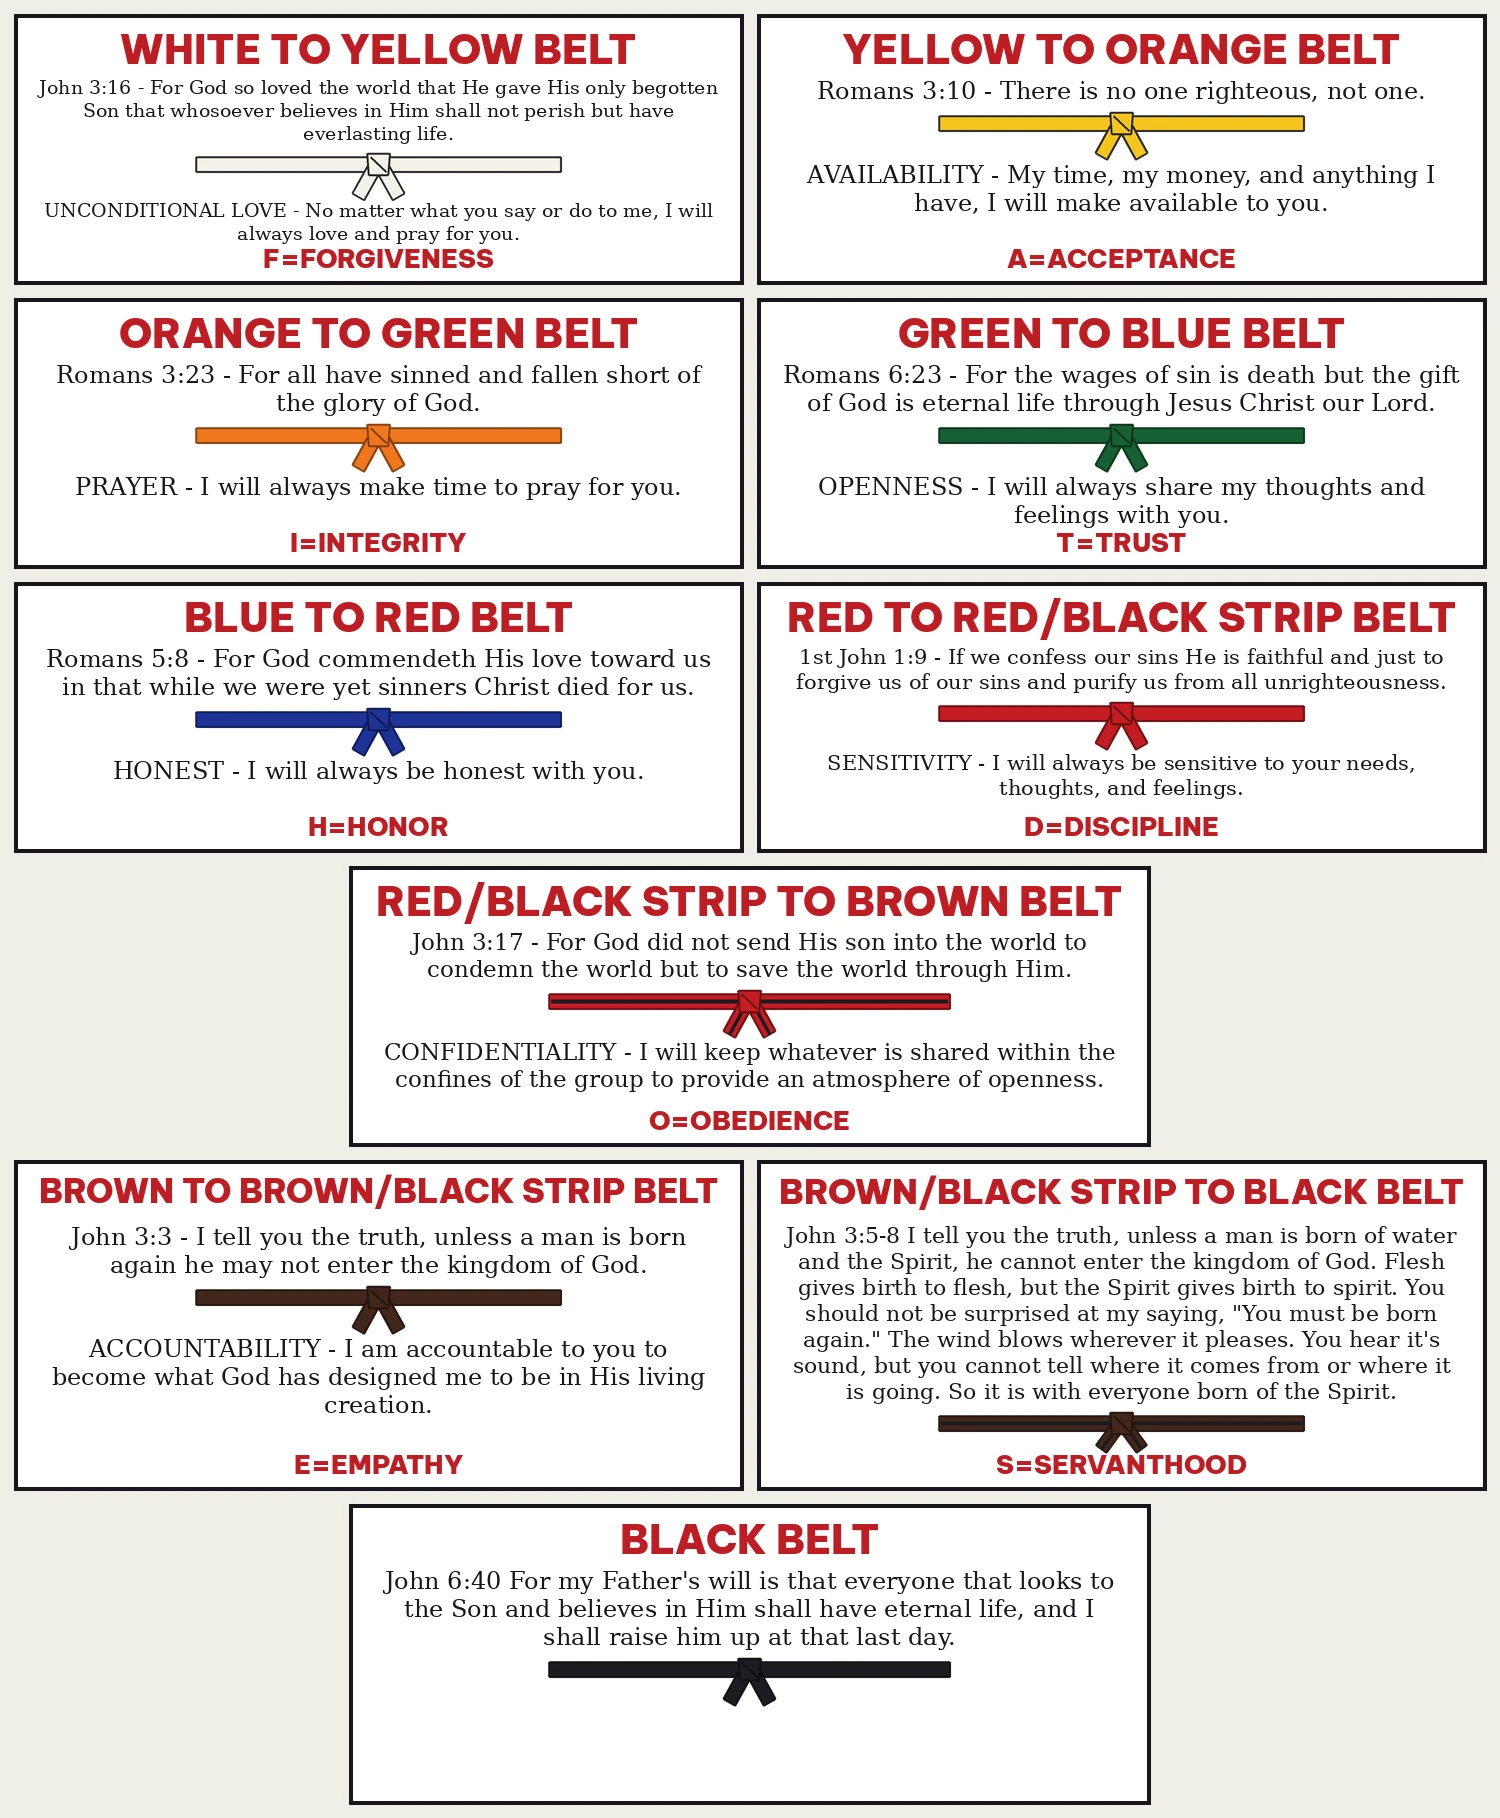 WHITE TO YELLOW BELT
John 3:16 - For God so loved the world that He gave His only begotten
Son that whosoever believes in Him shall not perish but have
everlasting life.
UNCONDITIONAL LOVE - No matter what you say or do to me, I will
always love and pray for you.
F=FORGIVENESS
YELLOW TO ORANGE BELT
Romans 3:10 - There is no one righteous, not one.
AVAILABILITY - My time, my money, and anything I
have, I will make available to you.
A=ACCEPTANCE
ORANGE TO GREEN BELT
Romans 3:23 - For all have sinned and fallen short of
the glory of God.
PRAYER - I will always make time to pray for you.
I=INTEGRITY
GREEN TO BLUE BELT
Romans 6:23 - For the wages of sin is death but the gift
of God is eternal life through Jesus Christ our Lord.
OPENNESS - I will always share my thoughts and
feelings with you.
T=TRUST
BLUE TO RED BELT
Romans 5:8 - For God commendeth His love toward us
in that while we were yet sinners Christ died for us.
HONEST - I will always be honest with you.
H=HONOR
RED TO RED/BLACK STRIP BELT
1st John 1:9 - If we confess our sins He is faithful and just to
forgive us of our sins and purify us from all unrighteousness.
SENSITIVITY - I will always be sensitive to your needs,
thoughts, and feelings.
D=DISCIPLINE
RED/BLACK STRIP TO BROWN BELT
John 3:17 - For God did not send His son into the world to
condemn the world but to save the world through Him.
CONFIDENTIALITY - I will keep whatever is shared within the
confines of the group to provide an atmosphere of openness.
O=OBEDIENCE
BROWN TO BROWN/BLACK STRIP BELT
John 3:3 - I tell you the truth, unless a man is born
again he may not enter the kingdom of God.
ACCOUNTABILITY - I am accountable to you to
become what God has designed me to be in His living
creation.
E=EMPATHY
BROWN/BLACK STRIP TO BLACK BELT
John 3:5-8 I tell you the truth, unless a man is born of water
and the Spirit, he cannot enter the kingdom of God. Flesh
gives birth to flesh, but the Spirit gives birth to spirit. You
should not be surprised at my saying, "You must be born
again." The wind blows wherever it pleases. You hear it's
sound, but you cannot tell where it comes from or where it
is going. So it is with everyone born of the Spirit.
S=SERVANTHOOD
BLACK BELT
John 6:40 For my Father's will is that everyone that looks to
the Son and believes in Him shall have eternal life, and I
shall raise him up at that last day.